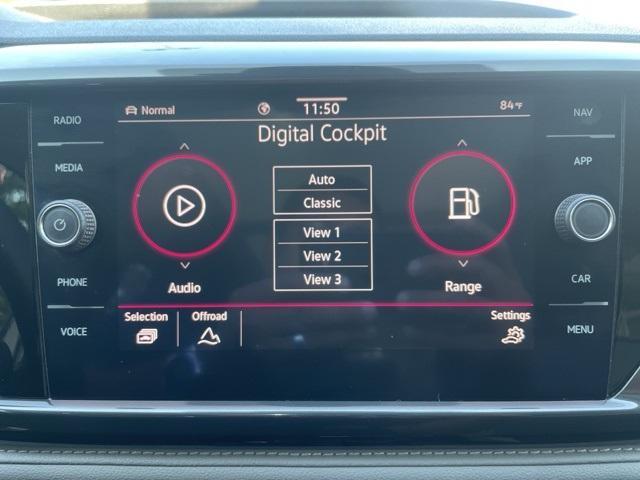 RADIO
MEDIA
PHONE
VOICE
Normal
11:50
84°F
Digital Cockpit
Auto
Classic
View 1
View 2
View 3
Audio
Range
Selection
Offroad
Settings
NAV
APP
CAR
MENU